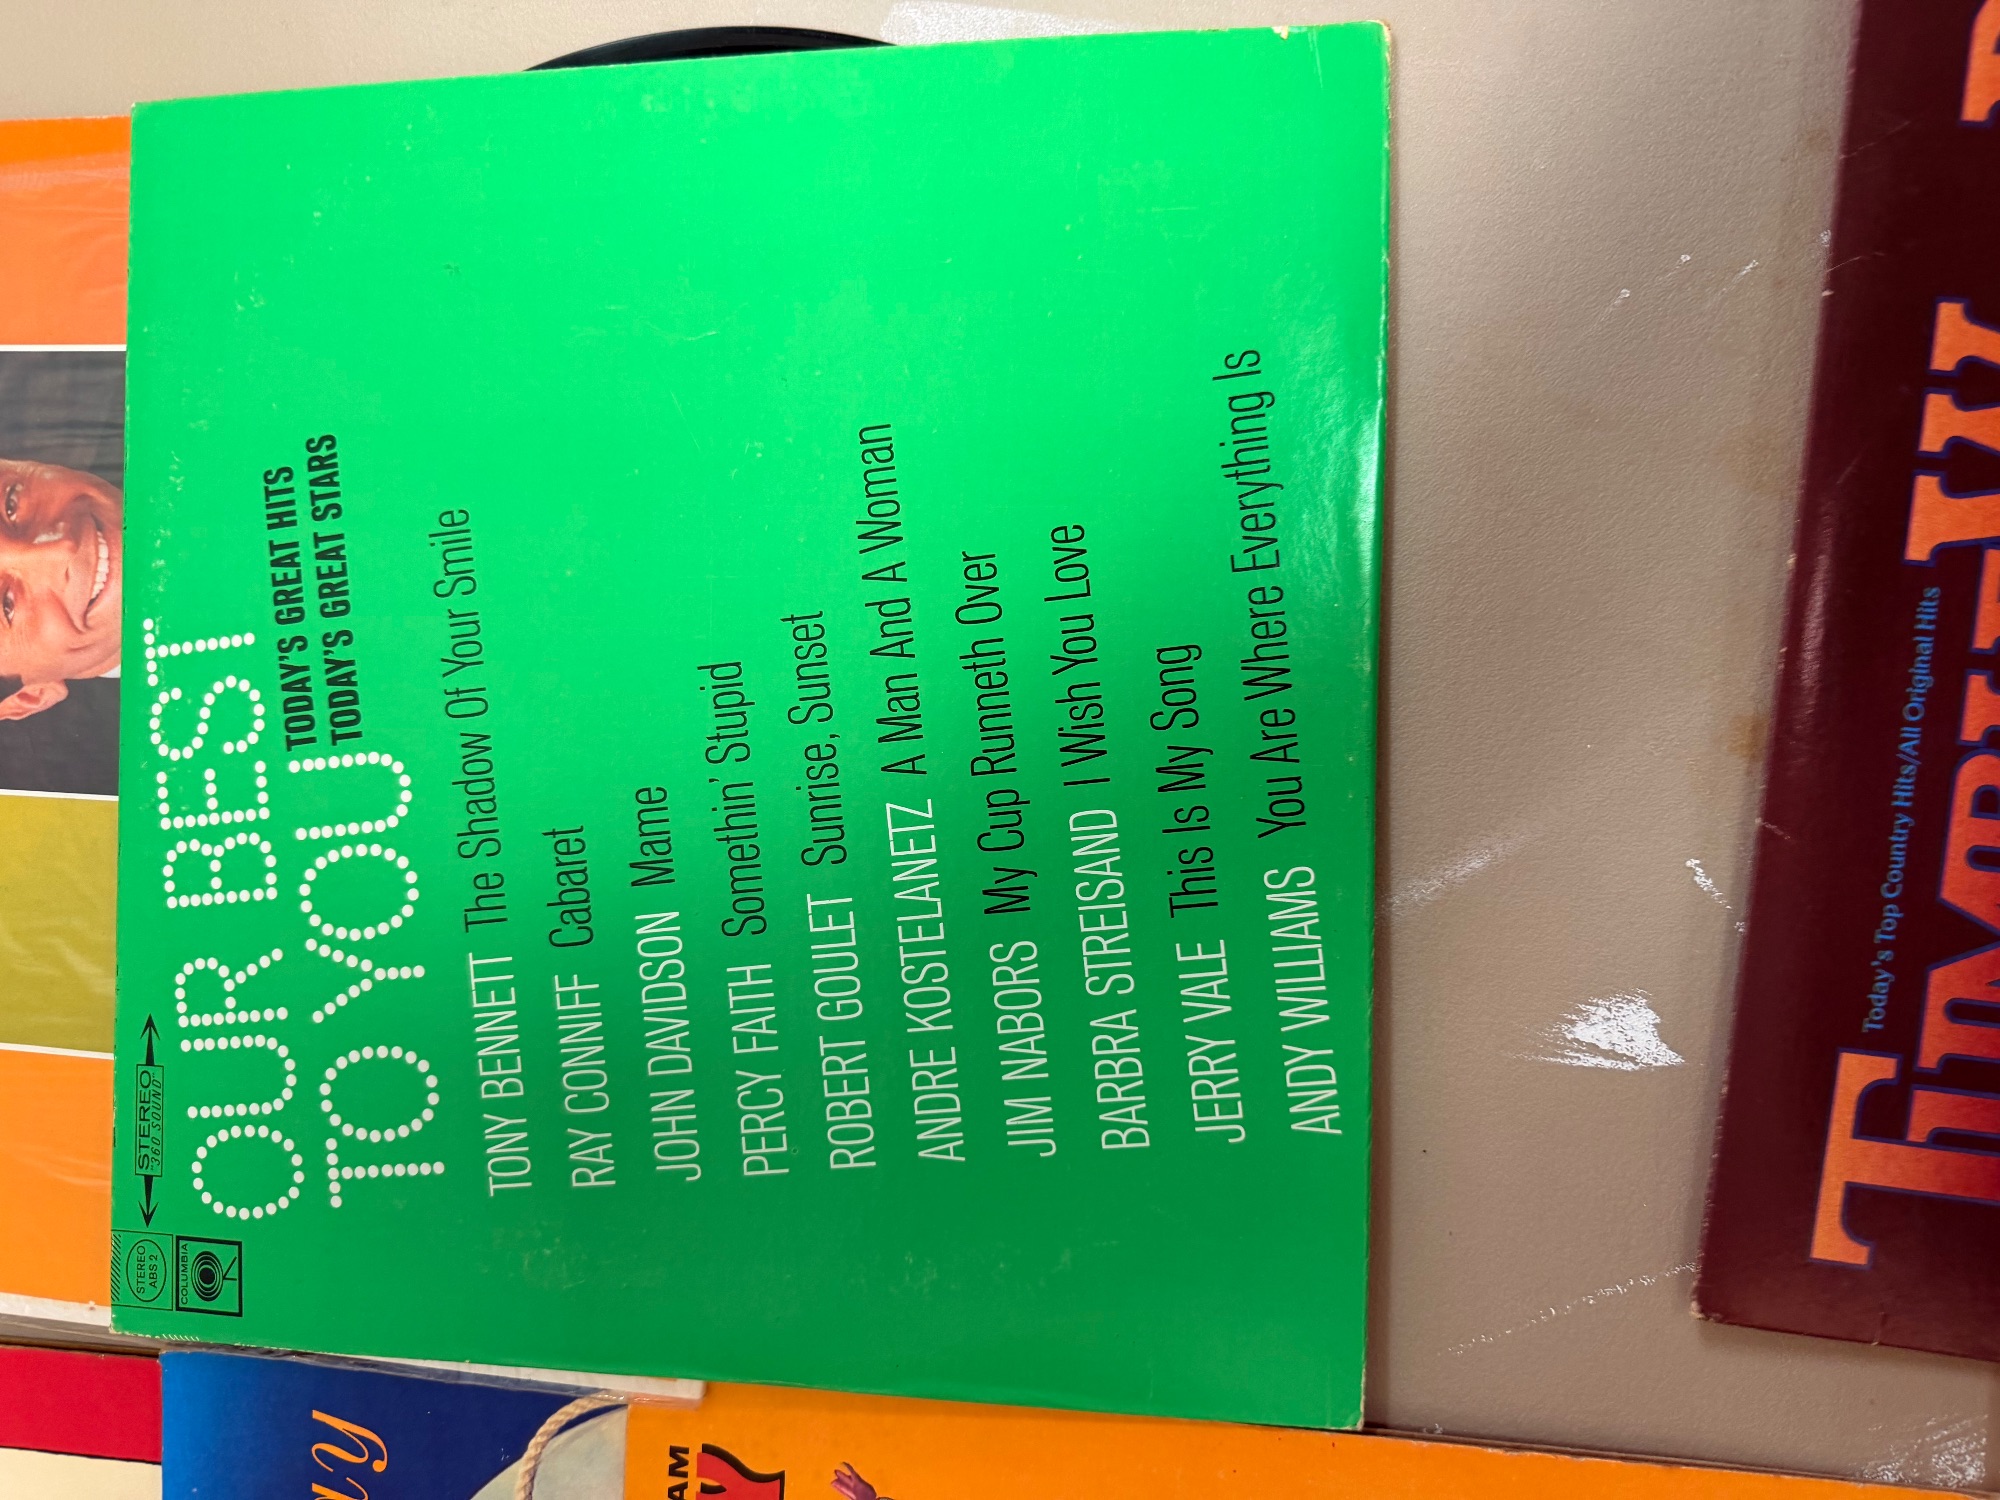 STEREO
ABS 2
STEREO
"360 SOUND"
COLUMBIA
OUR BEST
TO YOU
TODAY'S GREAT HITS
TODAY'S GREAT STARS
TONY BENNETT The Shadow Of Your Smile
RAY CONNIFF Cabaret
JOHN DAVIDSON Mame
PERCY FAITH Somethin' Stupid
ROBERT GOULET Sunrise, Sunset
ANDRE KOSTELANETZ A Man And A Woman
JIM NABORS My Cup Runneth Over
BARBRA STREISAND I Wish You Love
JERRY VALE This Is My Song
ANDY WILLIAMS You Are Where Everything Is
Today's Top Country Hits/All Original Hits